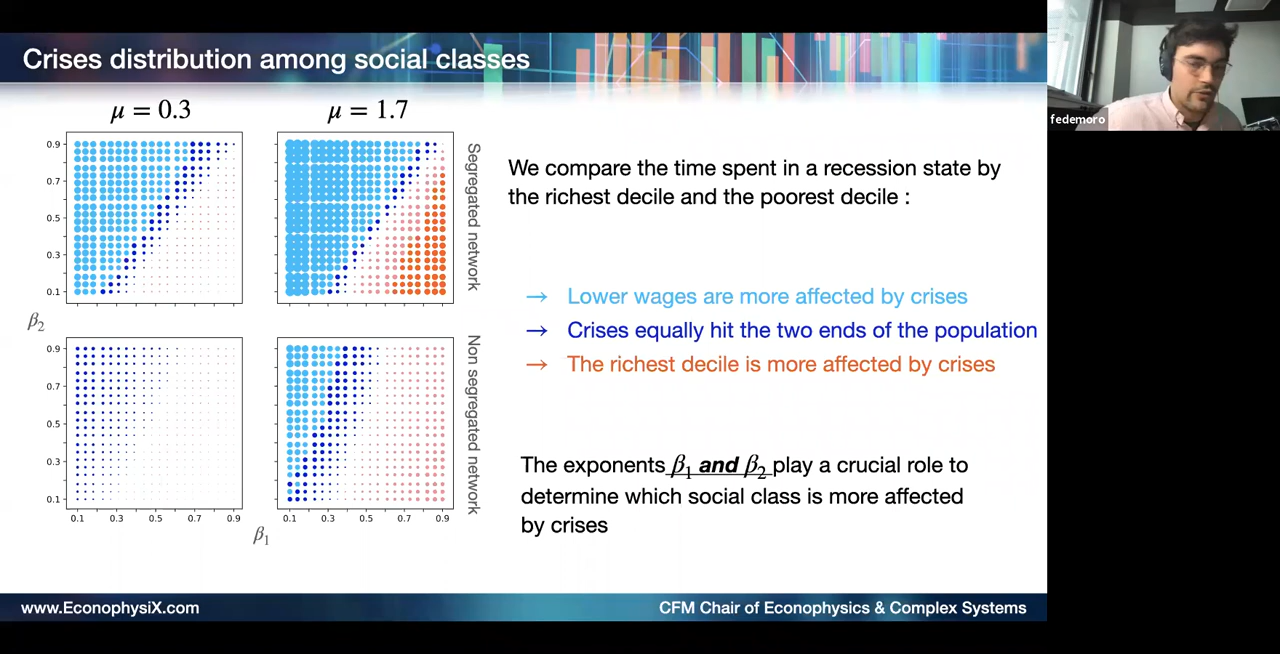 Crises distribution among social classes
fedemoro
μ = 0.3
μ = 1.7
0.9
0.7
0.5
0.3
0.1
Segregated network
β₂
0.9
0.7
0.5
0.3
0.1
0.1 0.3 0.5 0.7 0.9
0.1 0.3 0.5 0.7 0.9
Non segregated network
β₁
We compare the time spent in a recession state by
the richest decile and the poorest decile :
→ Lower wages are more affected by crises
→ Crises equally hit the two ends of the population
→ The richest decile is more affected by crises
The exponents β₁ and β₂ play a crucial role to
determine which social class is more affected
by crises
www.EconophysiX.com
CFM Chair of Econophysics & Complex Systems